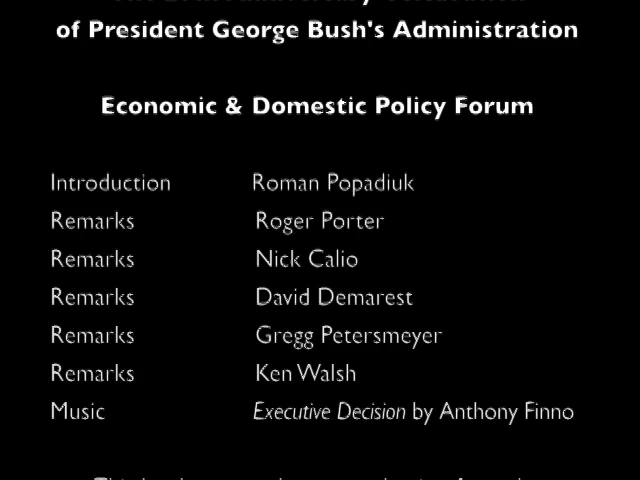 of President George Bush's Administration
Economic & Domestic Policy Forum
Introduction Roman Popadiuk
Remarks Roger Porter
Remarks Nick Calio
Remarks David Demarest
Remarks Gregg Petersmeyer
Remarks Ken Walsh
Music Executive Decision by Anthony Finno